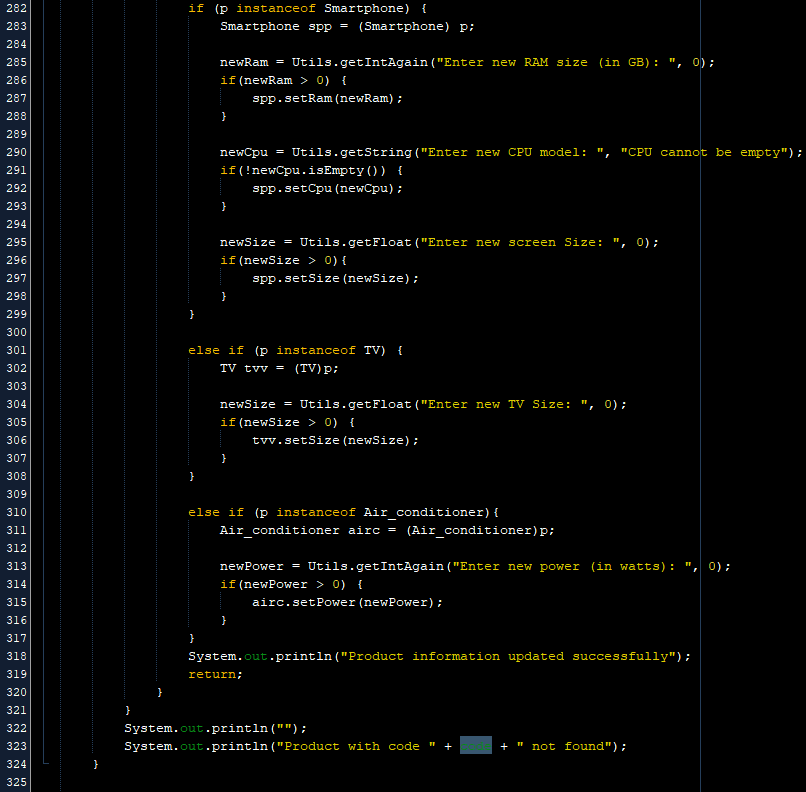 282 if (p instanceof Smartphone) {
283 Smartphone spp = (Smartphone) p;
284
285 newRam = Utils.getIntAgain("Enter new RAM size (in GB): ", 0);
286 if(newRam > 0) {
287 spp.setRam(newRam);
288 }
289
290 newCpu = Utils.getString("Enter new CPU model: ", "CPU cannot be empty");
291 if(!newCpu.isEmpty()) {
292 spp.setCpu(newCpu);
293 }
294
295 newSize = Utils.getFloat("Enter new screen Size: ", 0);
296 if(newSize > 0){
297 spp.setSize(newSize);
298 }
299 }
300
301 else if (p instanceof TV) {
302 TV tvv = (TV)p;
303
304 newSize = Utils.getFloat("Enter new TV Size: ", 0);
305 if(newSize > 0) {
306 tvv.setSize(newSize);
307 }
308 }
309
310 else if (p instanceof Air_conditioner){
311 Air_conditioner airc = (Air_conditioner)p;
312
313 newPower = Utils.getIntAgain("Enter new power (in watts): ", 0);
314 if(newPower > 0) {
315 airc.setPower(newPower);
316 }
317 }
318 System.out.println("Product information updated successfully");
319 return;
320 }
321 }
322 System.out.println("");
323 System.out.println("Product with code " + code + " not found");
324 }
325